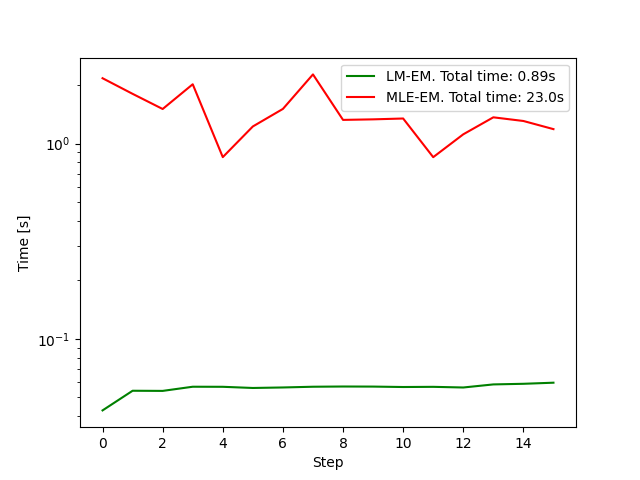 LM-EM. Total time: 0.89s
MLE-EM. Total time: 23.0s
10⁰
10⁻¹
Time [s]
0 2 4 6 8 10 12 14
Step